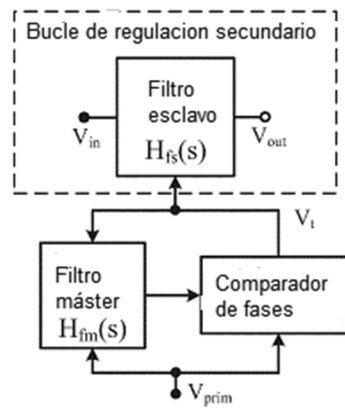 Bucle de regulacion secundario
Filtro
esclavo
H_fs(s)
V_in
V_out
V_t
Filtro
máster
H_fm(s)
Comparador
de fases
V_prim